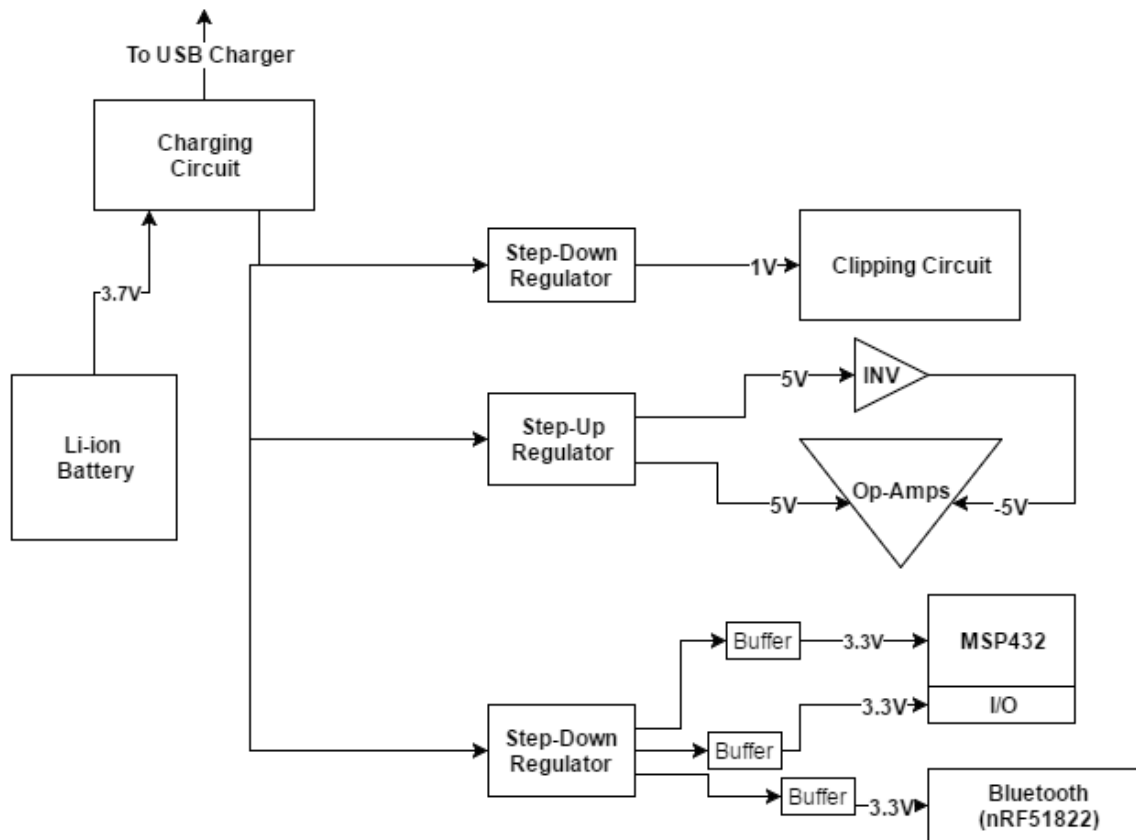 To USB Charger
Charging
Circuit
3.7V
Li-ion
Battery
Step-Down
Regulator
1V
Clipping Circuit
Step-Up
Regulator
5V
INV
5V
Op-Amps
-5V
Buffer
3.3V
MSP432
I/O
Step-Down
Regulator
Buffer
3.3V
Buffer
3.3V
Bluetooth
(nRF51822)